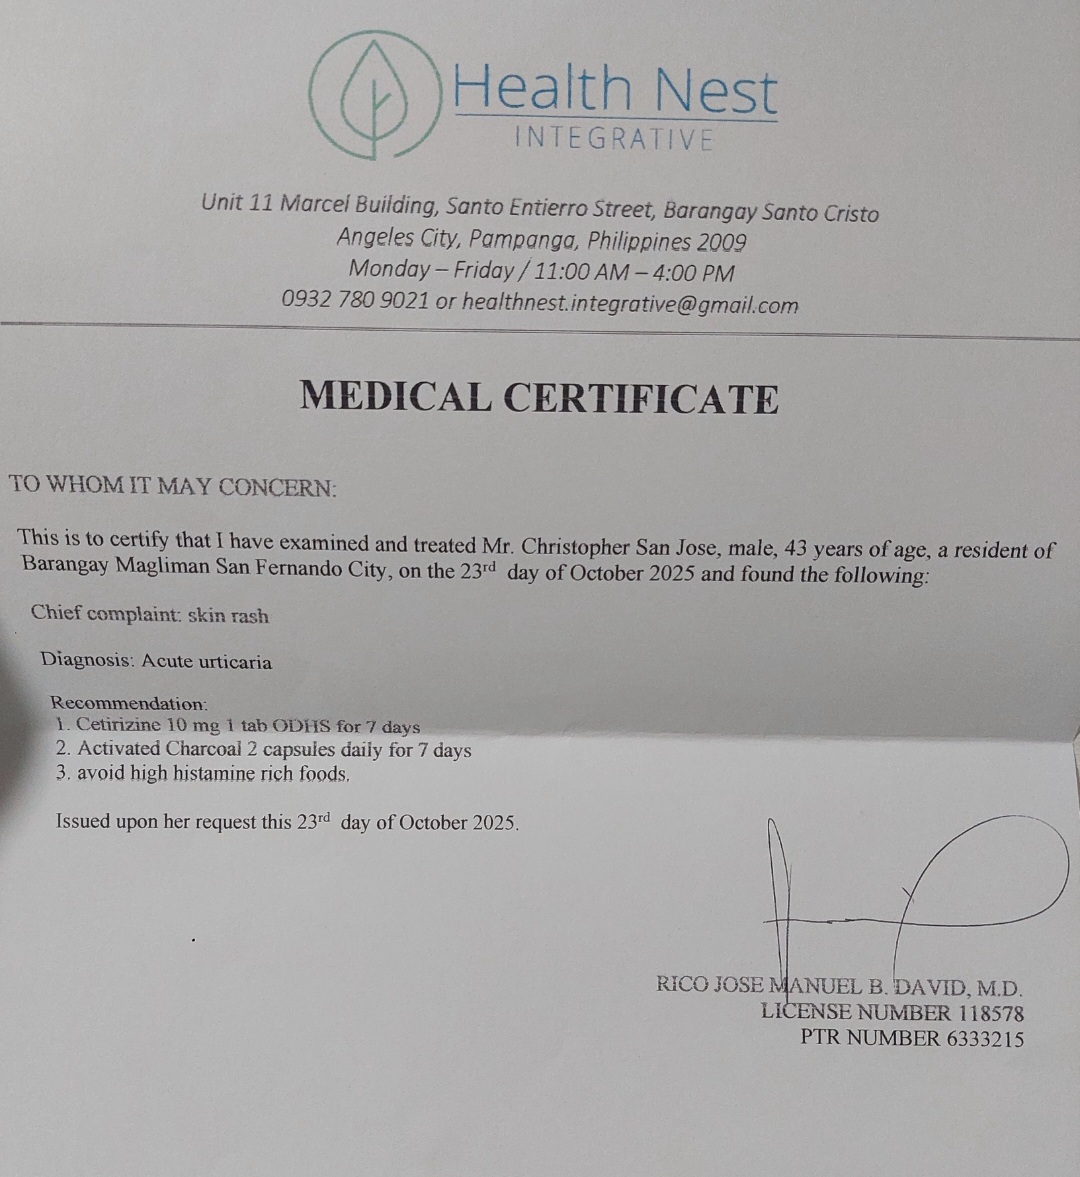 Health Nest
INTEGRATIVE
Unit 11 Marcel Building, Santo Entierro Street, Barangay Santo Cristo
Angeles City, Pampanga, Philippines 2009
Monday – Friday / 11:00 AM – 4:00 PM
0932 780 9021 or healthnest.integrative@gmail.com
MEDICAL CERTIFICATE
TO WHOM IT MAY CONCERN:
This is to certify that I have examined and treated Mr. Christopher San Jose, male, 43 years of age, a resident of
Barangay Magliman San Fernando City, on the 23rd day of October 2025 and found the following:
Chief complaint: skin rash
Diagnosis: Acute urticaria
Recommendation:
1. Cetirizine 10 mg 1 tab ODHS for 7 days
2. Activated Charcoal 2 capsules daily for 7 days
3. avoid high histamine rich foods.
Issued upon her request this 23rd day of October 2025.
RICO JOSE MANUEL B. DAVID, M.D.
LICENSE NUMBER 118578
PTR NUMBER 6333215